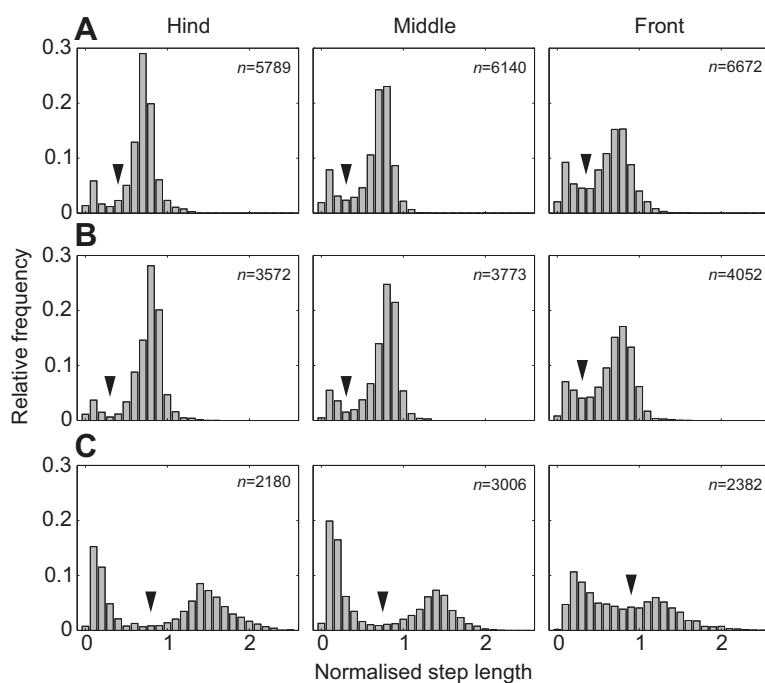 A
Hind
Middle
Front
0.3
0.2
0.1
0
n=5789
n=6140
n=6672
B
0.3
0.2
0.1
0
n=3572
n=3773
n=4052
Relative frequency
C
0.3
0.2
0.1
0
n=2180
n=3006
n=2382
0 1 2
0 1 2
0 1 2
Normalised step length